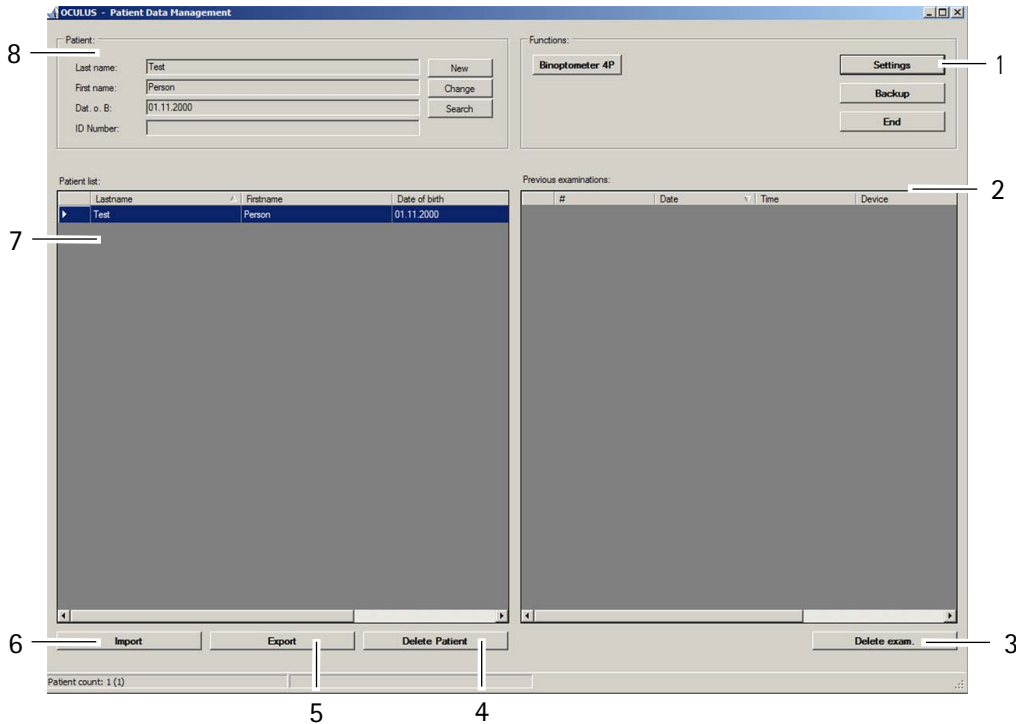 OCULUS - Patient Data Management
Patient:
Last name: Test New
First name: Person Change
Dat. o. B: 01.11.2000 Search
ID Number:
Functions:
Binoptometer 4P Settings
Backup
End
8
1
Patient list:
Lastname Firstname Date of birth
Test Person 01.11.2000
Previous examinations:
# Date Time Device
2
7
6
Import Export Delete Patient
Delete exam.
3
Patient count: 1 (1)
5
4